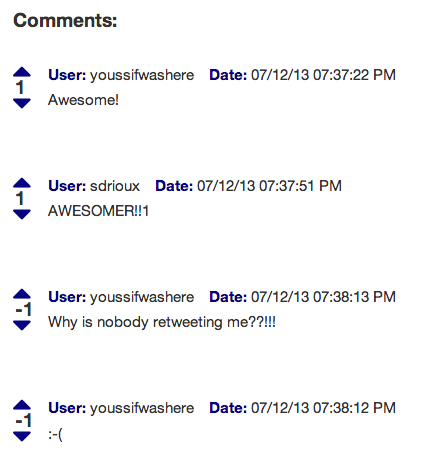 Comments:
User: youssifwashere Date: 07/12/13 07:37:22 PM
1
Awesome!
User: sdrioux Date: 07/12/13 07:37:51 PM
1
AWESOMER!!1
User: youssifwashere Date: 07/12/13 07:38:13 PM
-1
Why is nobody retweeting me??!!!
User: youssifwashere Date: 07/12/13 07:38:12 PM
-1
:-(